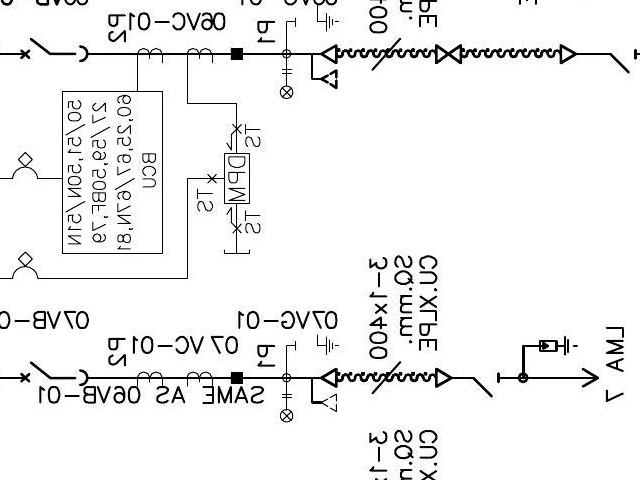 06VC-01
P2
P1
400
PE
BCU
60,25,67/67N,81
27/59,50BF,79
50/51,50N/51N
TS
DPM
TS
TS
CU.XLPE
SQ.mm.
3-1x400
07VB-0
07VC-01
07VG-01
P2
P1
SAME AS 06VB-01
LMA 7
CU.X
SQ.m
3-1x